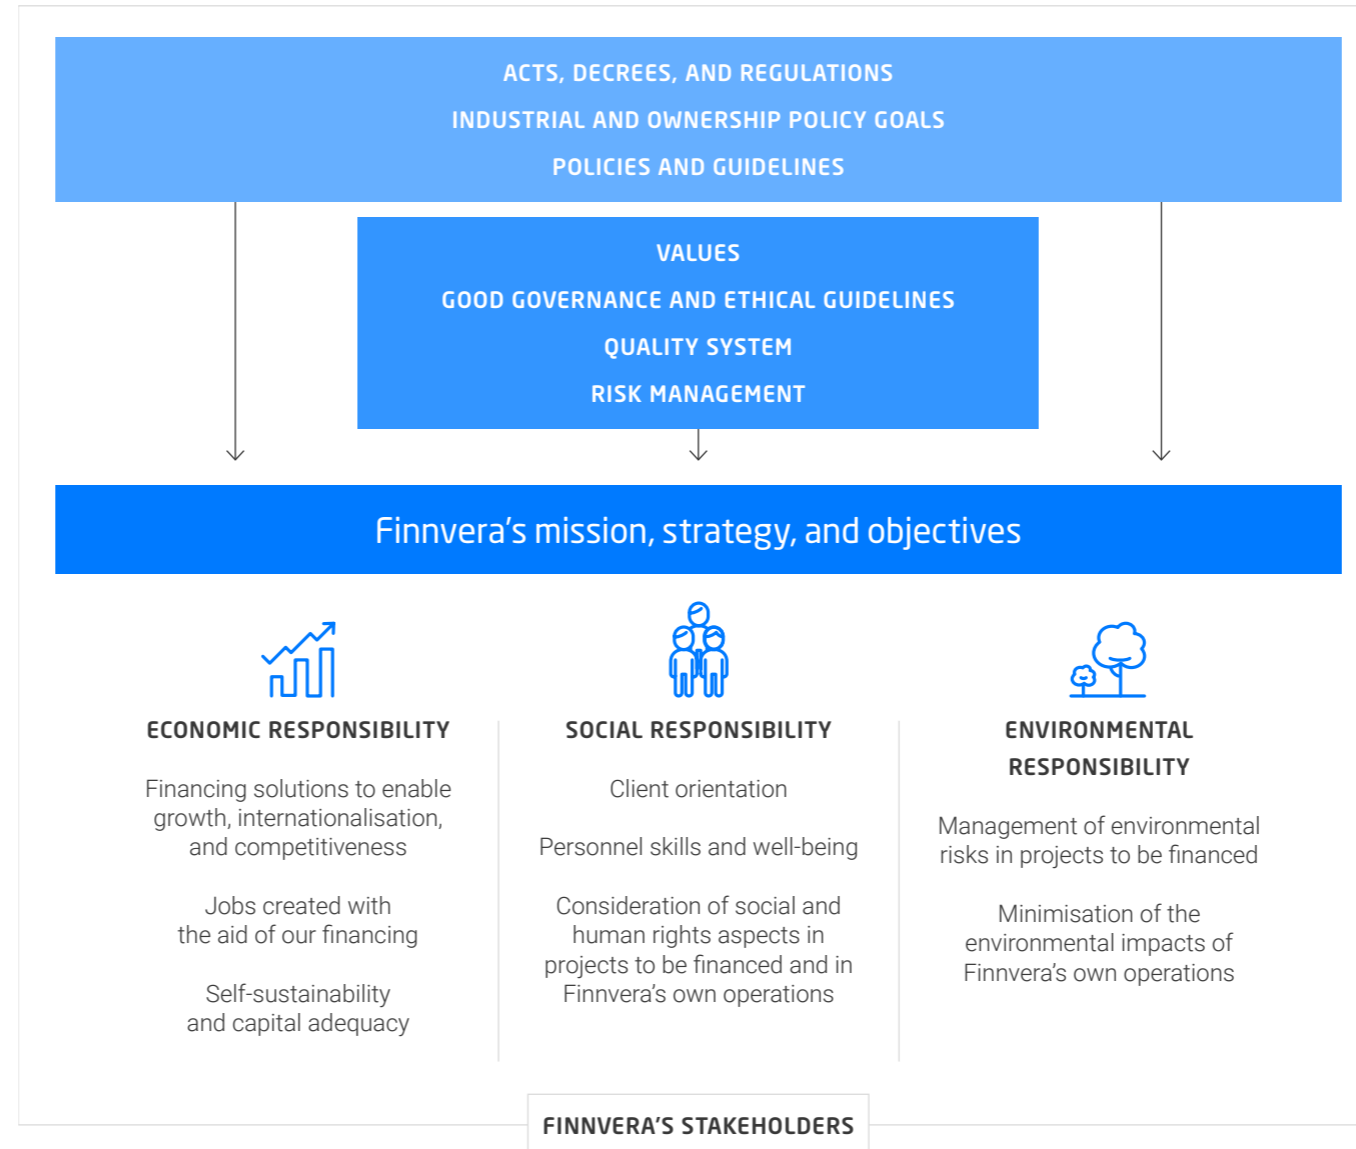 ACTS, DECREES, AND REGULATIONS
INDUSTRIAL AND OWNERSHIP POLICY GOALS
POLICIES AND GUIDELINES
VALUES
GOOD GOVERNANCE AND ETHICAL GUIDELINES
QUALITY SYSTEM
RISK MANAGEMENT
Finnvera’s mission, strategy, and objectives
ECONOMIC RESPONSIBILITY
Financing solutions to enable
growth, internationalisation,
and competitiveness
Jobs created with
the aid of our financing
Self-sustainability
and capital adequacy
SOCIAL RESPONSIBILITY
Client orientation
Personnel skills and well-being
Consideration of social and
human rights aspects in
projects to be financed and in
Finnvera’s own operations
ENVIRONMENTAL
RESPONSIBILITY
Management of environmental
risks in projects to be financed
Minimisation of the
environmental impacts of
Finnvera’s own operations
FINNVERA’S STAKEHOLDERS